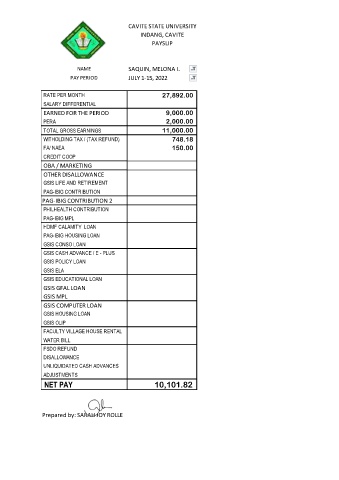 CAVITE STATE UNIVERSITY
INDANG, CAVITE
PAYSLIP
NAME SAQUIN, MELONA I.
PAY PERIOD JULY 1-15, 2022
RATE PER MONTH 27,892.00
SALARY DIFFERENTIAL
EARNED FOR THE PERIOD 9,000.00
PERA 2,000.00
TOTAL GROSS EARNINGS 11,000.00
WITHOLDING TAX / (TAX REFUND) 748.18
FA/ NAEA 150.00
CREDIT COOP
OBA / MARKETING
OTHER DISALLOWANCE
GSIS LIFE AND RETIREMENT
PAG-IBIG CONTRIBUTION
PAG-IBIG CONTRIBUTION 2
PHILHEALTH CONTRIBUTION
PAG-IBIG MPL
HDMF CALAMITY LOAN
PAG-IBIG HOUSING LOAN
GSIS CONSO LOAN
GSIS CASH ADVANCE / E - PLUS
GSIS POLICY LOAN
GSIS ELA
GSIS EDUCATIONAL LOAN
GSIS GFAL LOAN
GSIS MPL
GSIS COMPUTER LOAN
GSIS HOUSING LOAN
GSIS OLIP
FACULTY VILLAGE HOUSE RENTAL
WATER BILL
FSDO REFUND
DISALLOWANCE
UNLIQUIDATED CASH ADVANCES
ADJUSTMENTS
NET PAY 10,101.82
Prepared by: SARAH JOY ROLLE